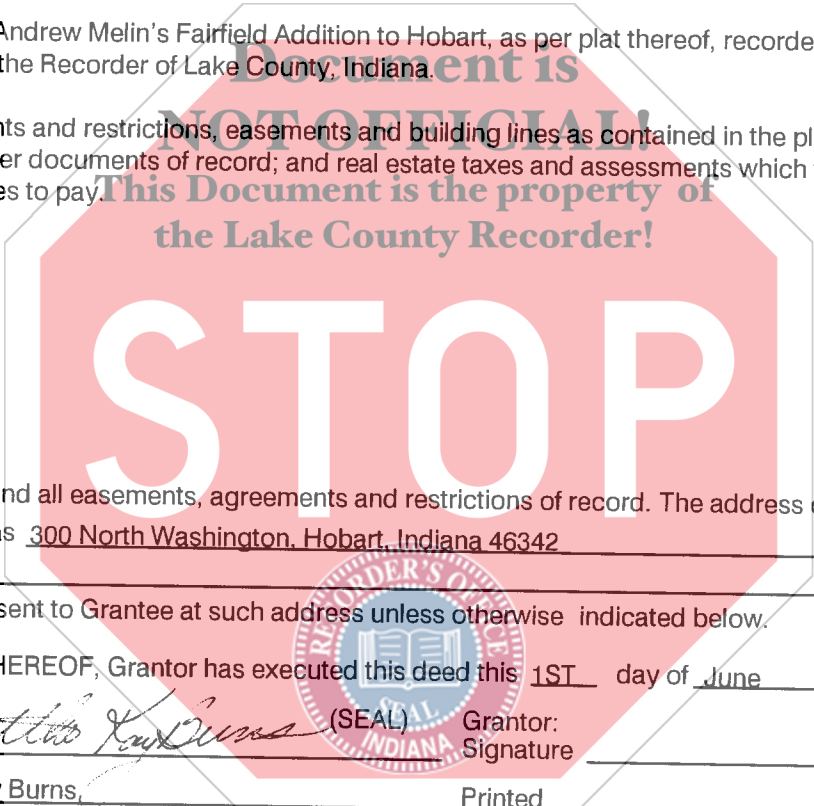 Andrew Melin's Fairfield Addition to Hobart, as per plat thereof, recorde
the Recorder of Lake County, Indiana.
Document is
NOT OFFICIAL!
nts and restrictions, easements and building lines as contained in the pl
er documents of record; and real estate taxes and assessments which
es to pay.
This Document is the property of
the Lake County Recorder!
STOP
nd all easements, agreements and restrictions of record. The address
s 300 North Washington, Hobart, Indiana 46342
RECORDER'S OFFICE
SEAL
INDIANA
sent to Grantee at such address unless otherwise indicated below.
HEREOF, Grantor has executed this deed this 1ST day of June
Kay Burns (SEAL) Grantor:
Signature
Burns, Printed